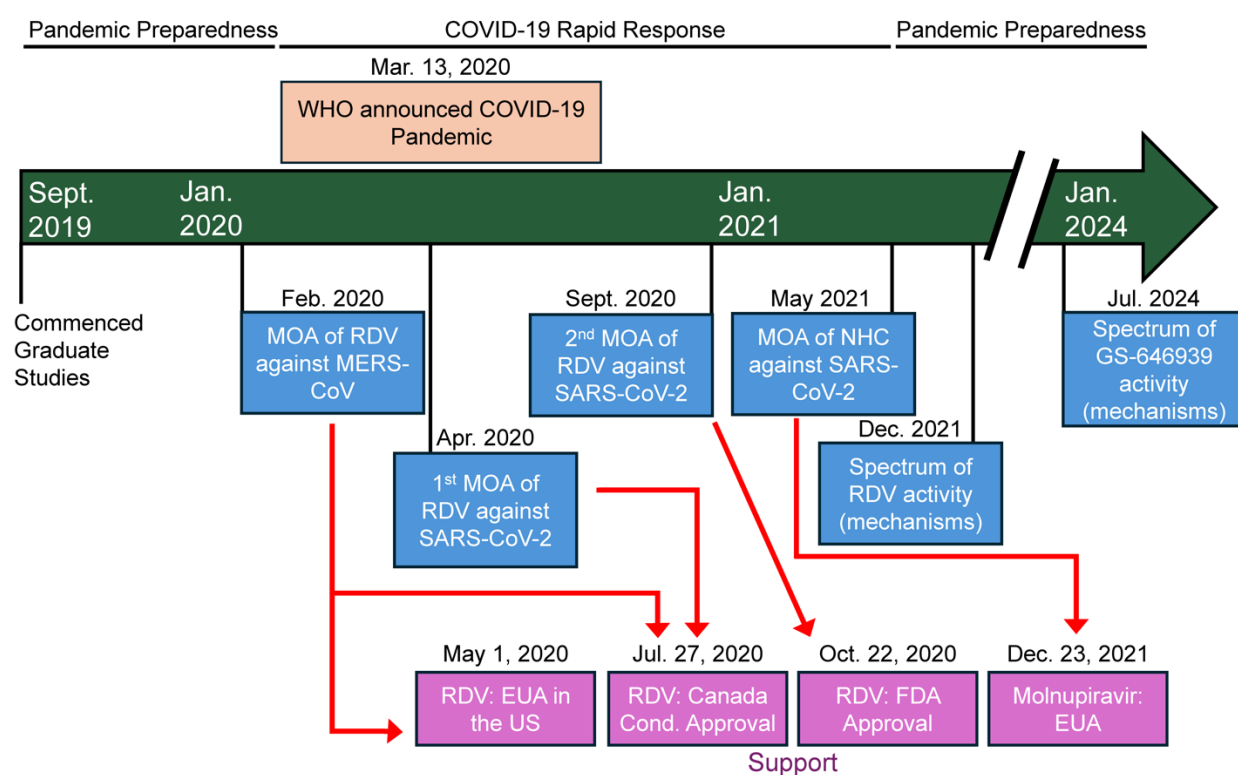 Pandemic Preparedness
COVID-19 Rapid Response
Pandemic Preparedness
Mar. 13, 2020
WHO announced COVID-19
Pandemic
Sept.
2019
Jan.
2020
Jan.
2021
Jan.
2024
Commenced
Graduate
Studies
Feb. 2020
MOA of RDV
against MERS-
CoV
Apr. 2020
1st MOA of
RDV against
SARS-CoV-2
Sept. 2020
2nd MOA of
RDV against
SARS-CoV-2
May 2021
MOA of NHC
against SARS-
CoV-2
Dec. 2021
Spectrum of
RDV activity
(mechanisms)
Jul. 2024
Spectrum of
GS-646939
activity
(mechanisms)
May 1, 2020
RDV: EUA in
the US
Jul. 27, 2020
RDV: Canada
Cond. Approval
Oct. 22, 2020
RDV: FDA
Approval
Dec. 23, 2021
Molnupiravir:
EUA
Support